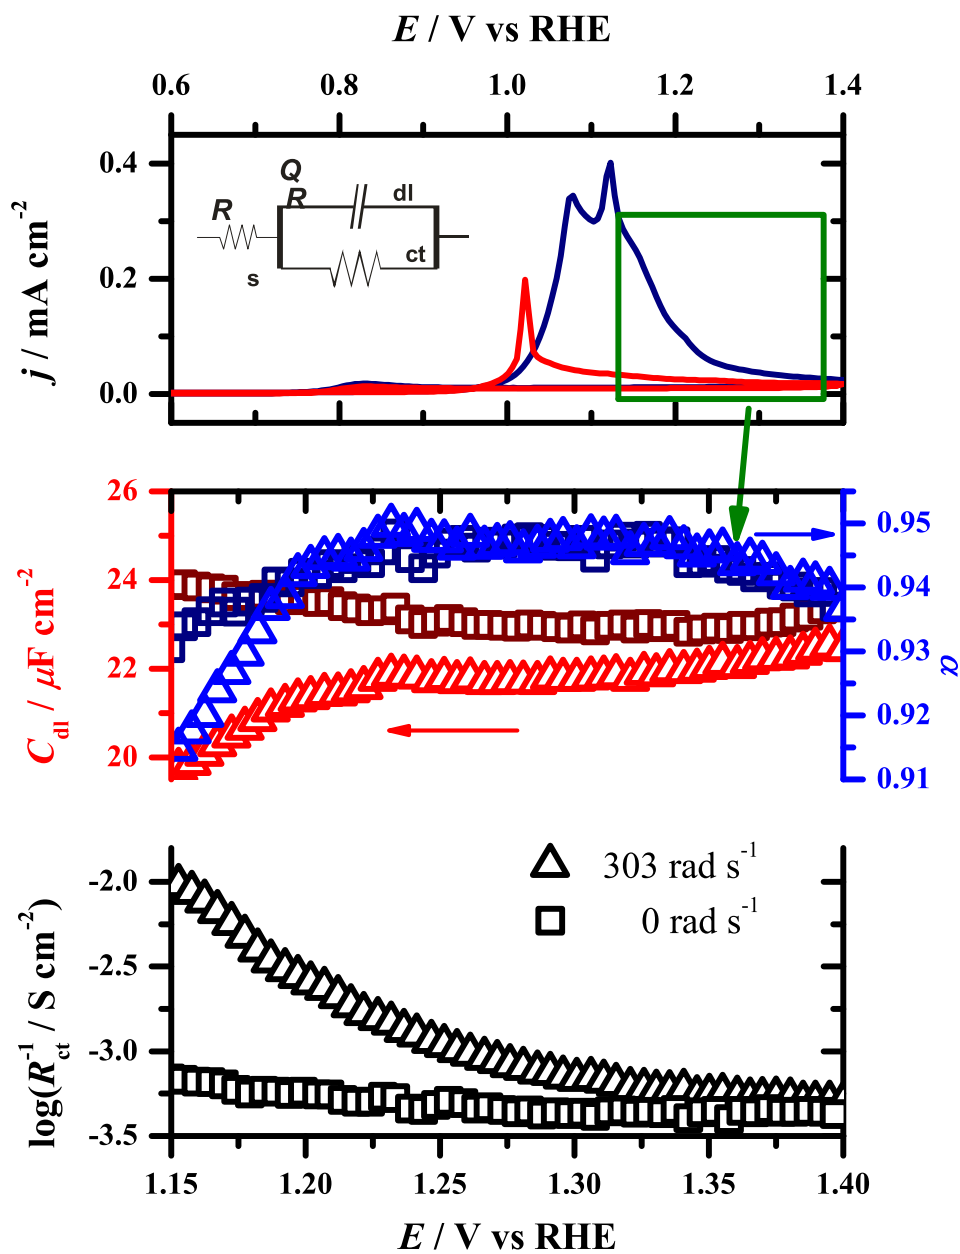 E / V vs RHE
0.6 0.8 1.0 1.2 1.4
0.4
0.2
0.0
j / mA cm⁻²
Q
R
dl
R
ct
s
26
24
22
20
C_dl / μF cm⁻²
0.95
0.94
0.93
0.92
0.91
α
-2.0
-2.5
-3.0
-3.5
log(R_ct⁻¹ / S cm⁻²)
303 rad s⁻¹
0 rad s⁻¹
1.15 1.20 1.25 1.30 1.35 1.40
E / V vs RHE